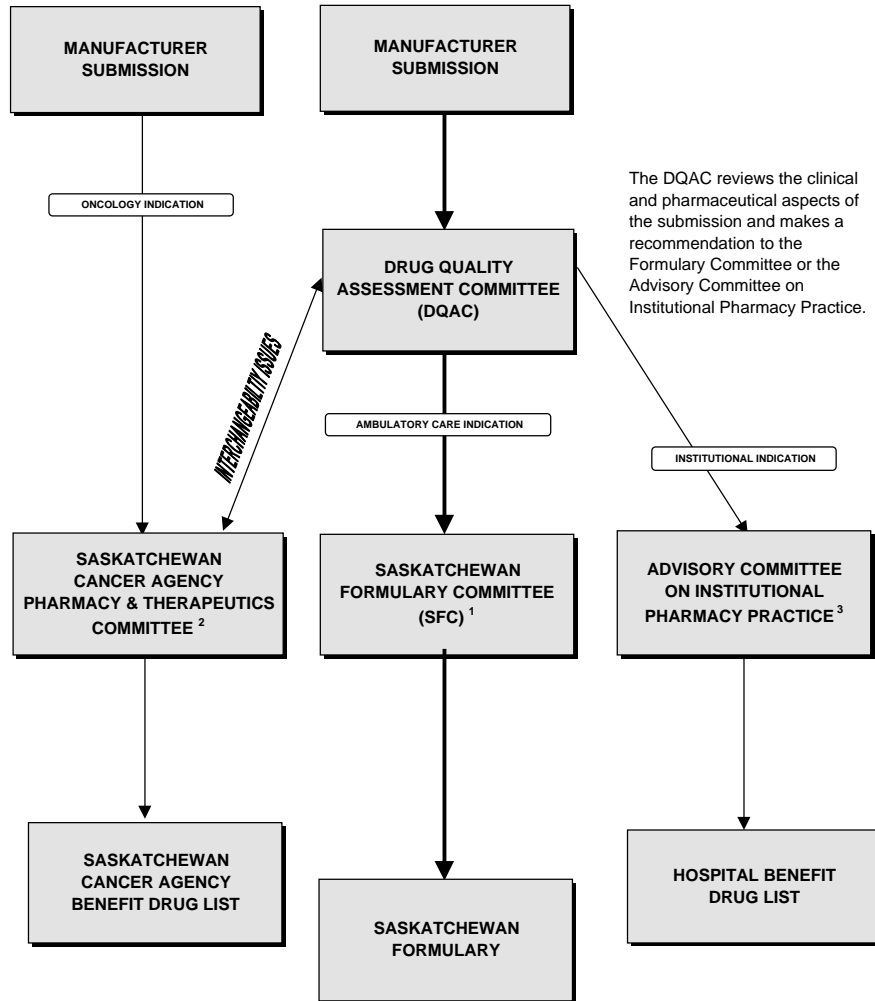 MANUFACTURER
SUBMISSION
MANUFACTURER
SUBMISSION
ONCOLOGY INDICATION
The DQAC reviews the clinical
and pharmaceutical aspects of
the submission and makes a
recommendation to the
Formulary Committee or the
Advisory Committee on
Institutional Pharmacy Practice.
DRUG QUALITY
ASSESSMENT COMMITTEE
(DQAC)
INTERCHANGEABILTIY ISSUES
AMBULATORY CARE INDICATION
INSTITUTIONAL INDICATION
SASKATCHEWAN
CANCER AGENCY
PHARMACY & THERAPEUTICS
COMMITTEE 2
SASKATCHEWAN
FORMULARY COMMITTEE
(SFC) 1
ADVISORY COMMITTEE
ON INSTITUTIONAL
PHARMACY PRACTICE 3
SASKATCHEWAN
CANCER AGENCY
BENEFIT DRUG LIST
SASKATCHEWAN
FORMULARY
HOSPITAL BENEFIT
DRUG LIST